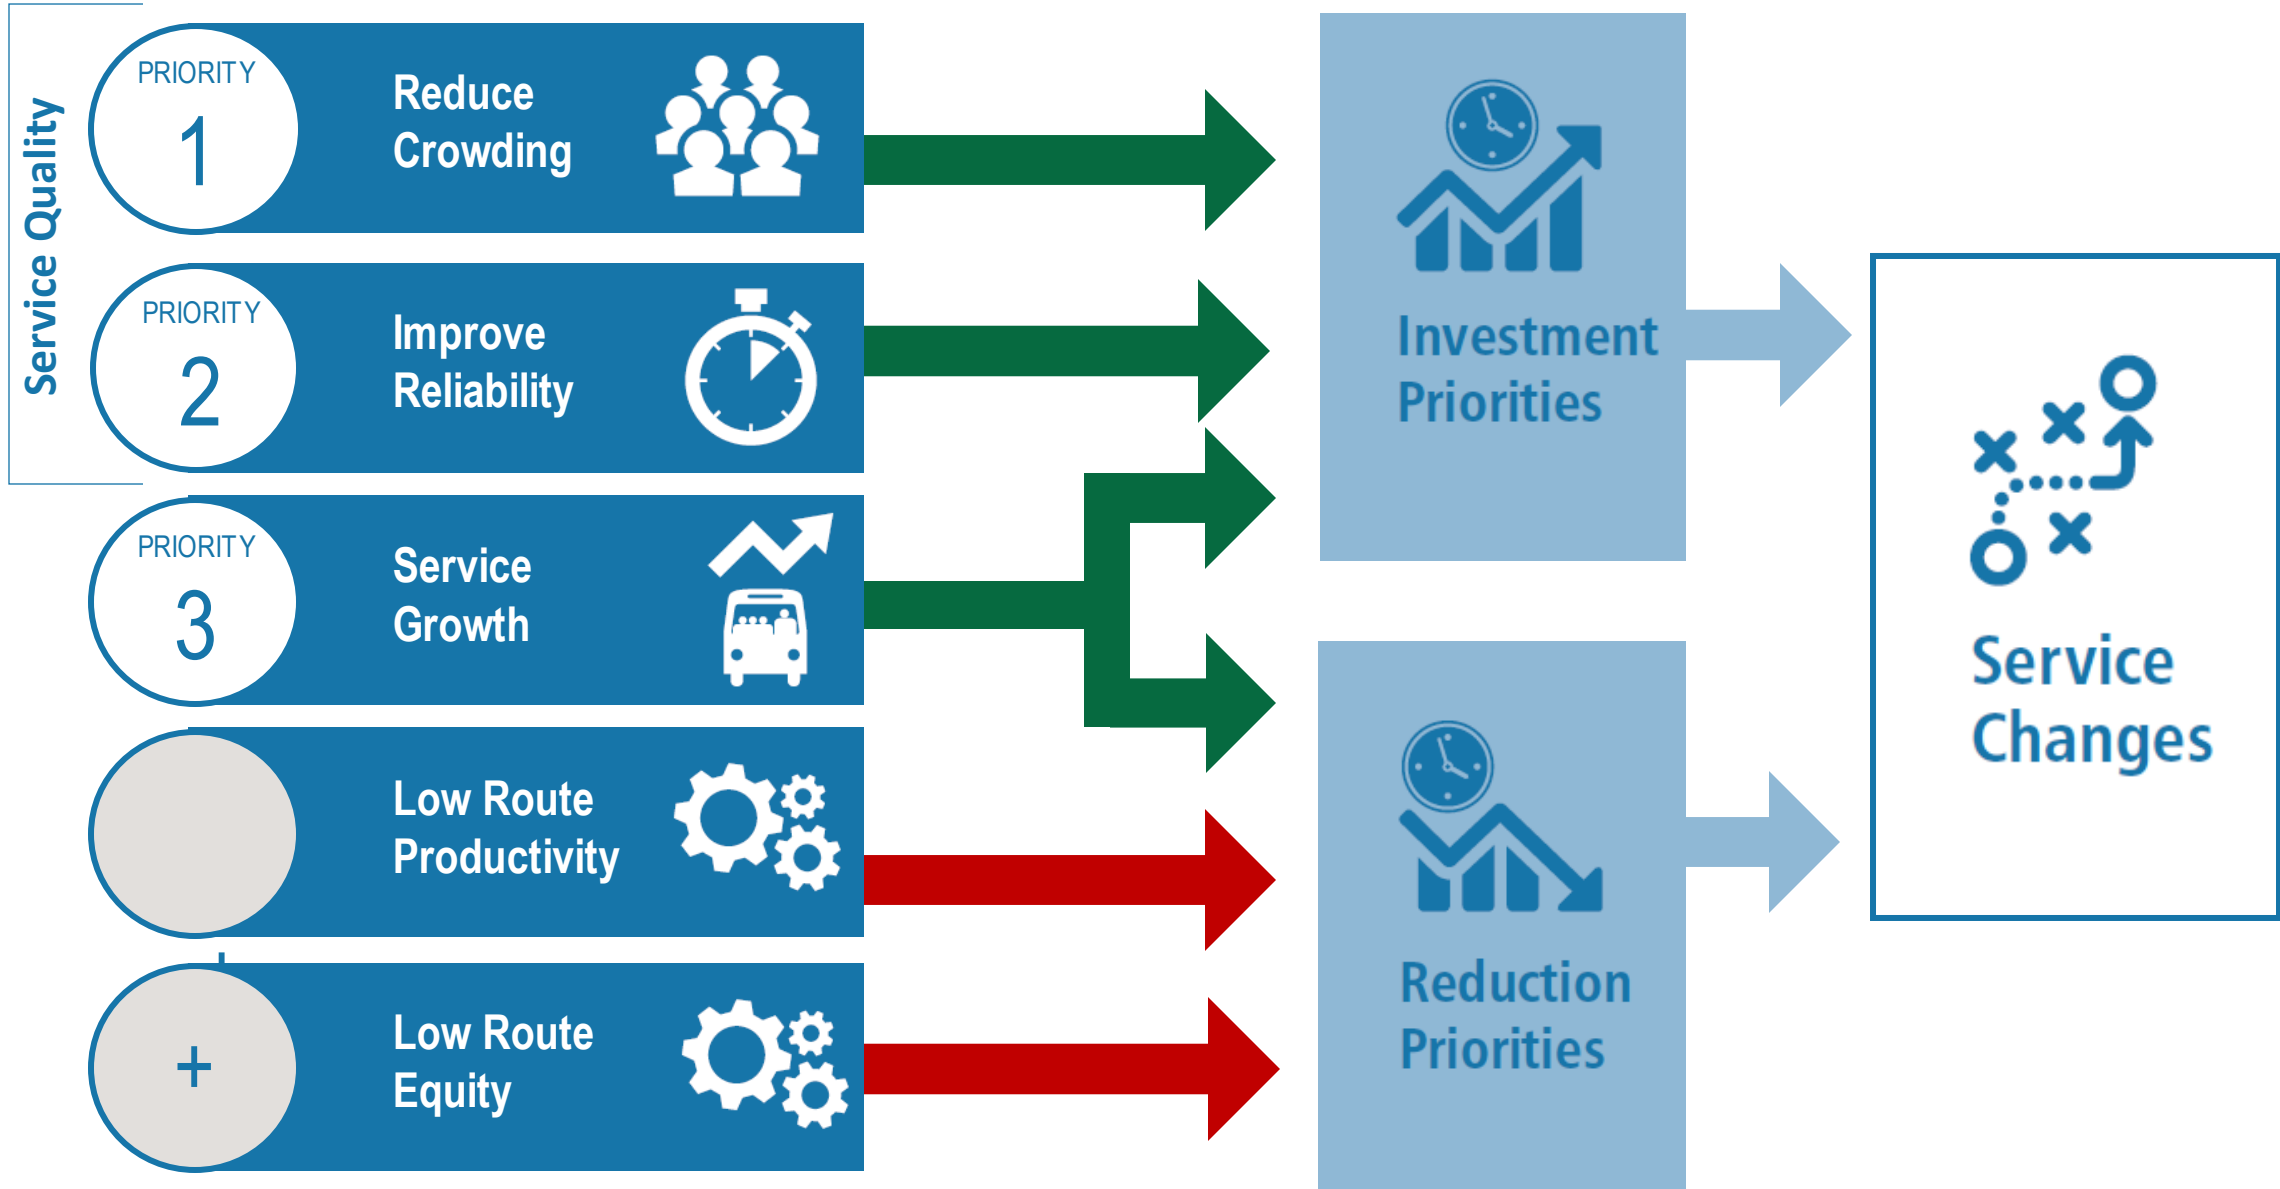 Service Quality
PRIORITY
1
Reduce
Crowding
PRIORITY
2
Improve
Reliability
PRIORITY
3
Service
Growth
Low Route
Productivity
+
Low Route
Equity
Investment
Priorities
Reduction
Priorities
Service
Changes